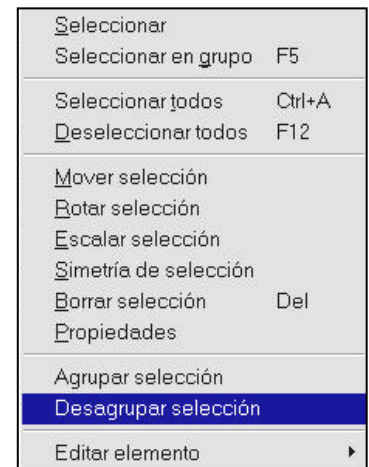 Seleccionar
Seleccionar en grupo F5
Seleccionar todos Ctrl+A
Deseleccionar todos F12
Mover selección
Rotar selección
Escalar selección
Simetría de selección
Borrar selección Del
Propiedades
Agrupar selección
Desagrupar selección
Editar elemento